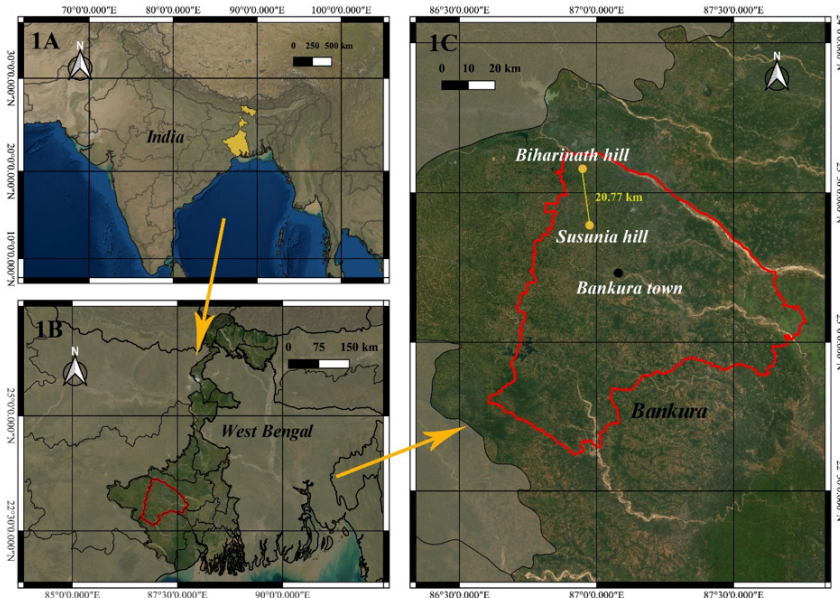 70°0'0.000"E 80°0'0.000"E 90°0'0.000"E 100°0'0.000"E
1A
N
0 250 500 km
India
30°0'0.000"N
20°0'0.000"N
10°0'0.000"N
1B
N
0 75 150 km
West Bengal
25°0'0.000"N
22°30'0.000"N
85°0'0.000"E 87°30'0.000"E 90°0'0.000"E
86°30'0.000"E 87°0'0.000"E 87°30'0.000"E
1C
N
0 10 20 km
Biharinath hill
20.77 km
Susunia hill
Bankura town
Bankura
86°30'0.000"E 87°0'0.000"E 87°30'0.000"E